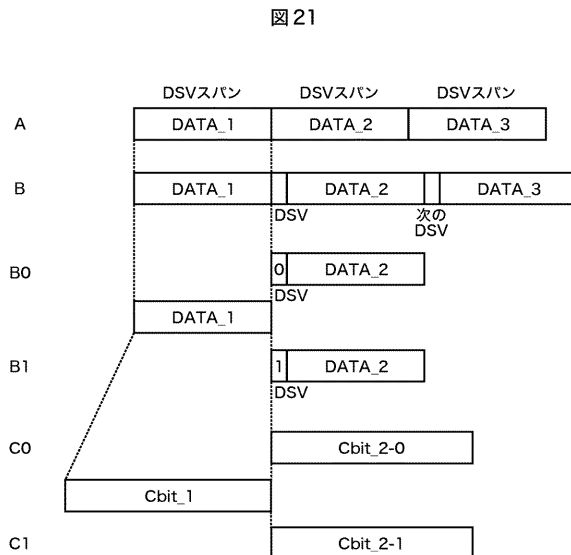 図21
DSVスパン DSVスパン DSVスパン
A DATA_1 DATA_2 DATA_3
B DATA_1 DATA_2 DATA_3
DSV 次の
DSV
B0 0 DATA_2
DSV
DATA_1
B1 1 DATA_2
DSV
C0 Cbit_2-0
Cbit_1
C1 Cbit_2-1